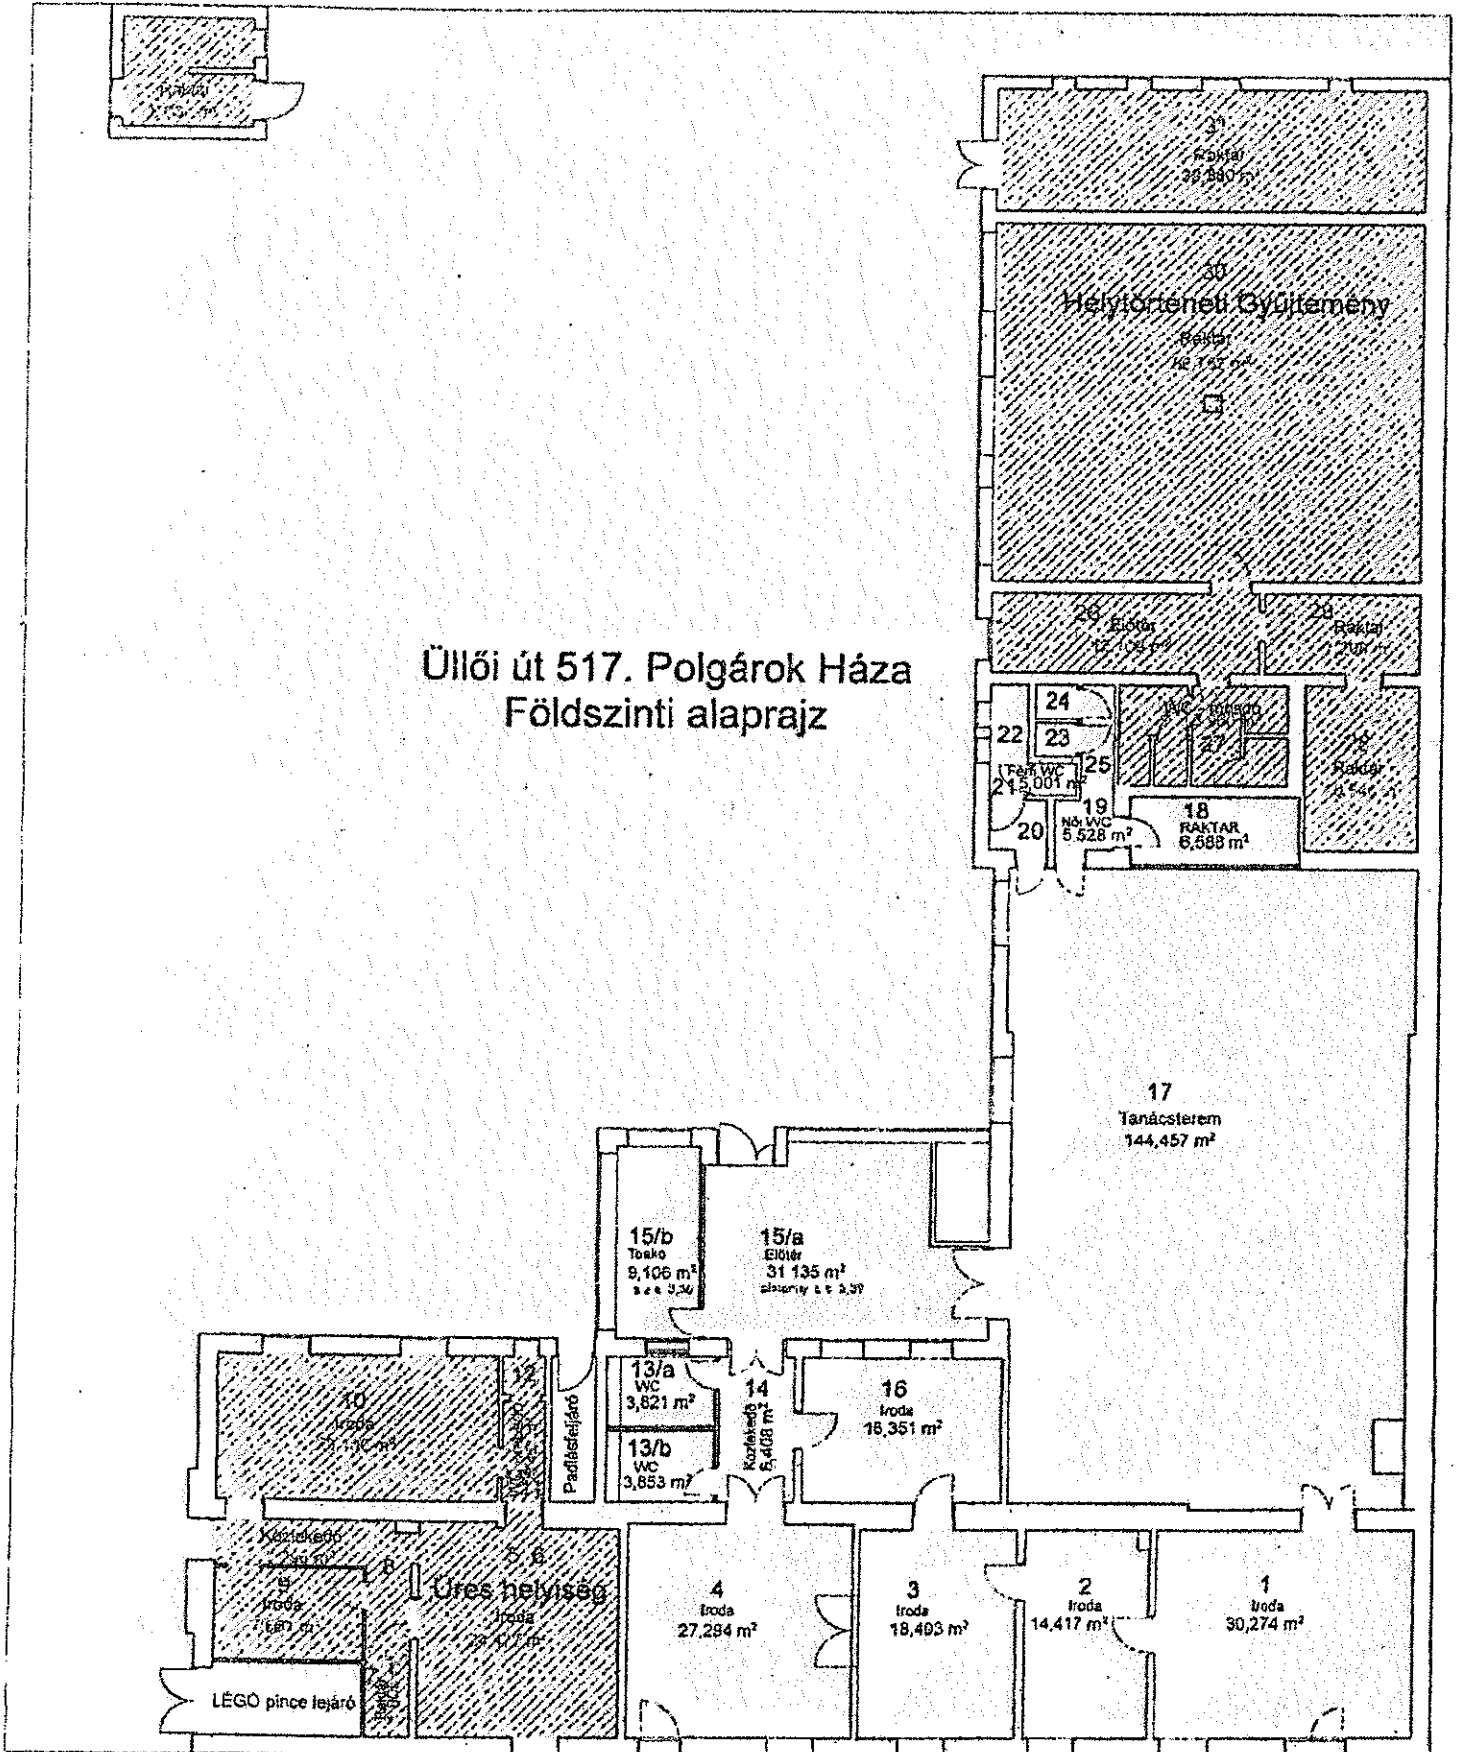 Raktár
31
Raktár
30
Helytörténeti Gyűjtemény
Raktár
Üllői út 517. Polgárok Háza
Földszinti alaprajz
26
Előtér
29
Raktár
24
23
22
25
Férfi WC
5,001 m²
21
20
19
Női WC
5,528 m²
27
Raktár
18
RAKTÁR
6,588 m²
17
Tanácsterem
144,457 m²
15/b
9,106 m²
15/a
Előtér
31 135 m²
13/a
WC
3,821 m²
13/b
WC
3,853 m²
14
Közlekedő
6,408 m²
16
Iroda
16,351 m²
10
Iroda
12
Padlásfeljáró
Közlekedő
8
9
Iroda
5, 6
Üres helyiség
Iroda
LÉGÓ pince lejáró
Raktár
4
Iroda
27,284 m²
3
Iroda
18,493 m²
2
Iroda
14,417 m²
1
Iroda
30,274 m²